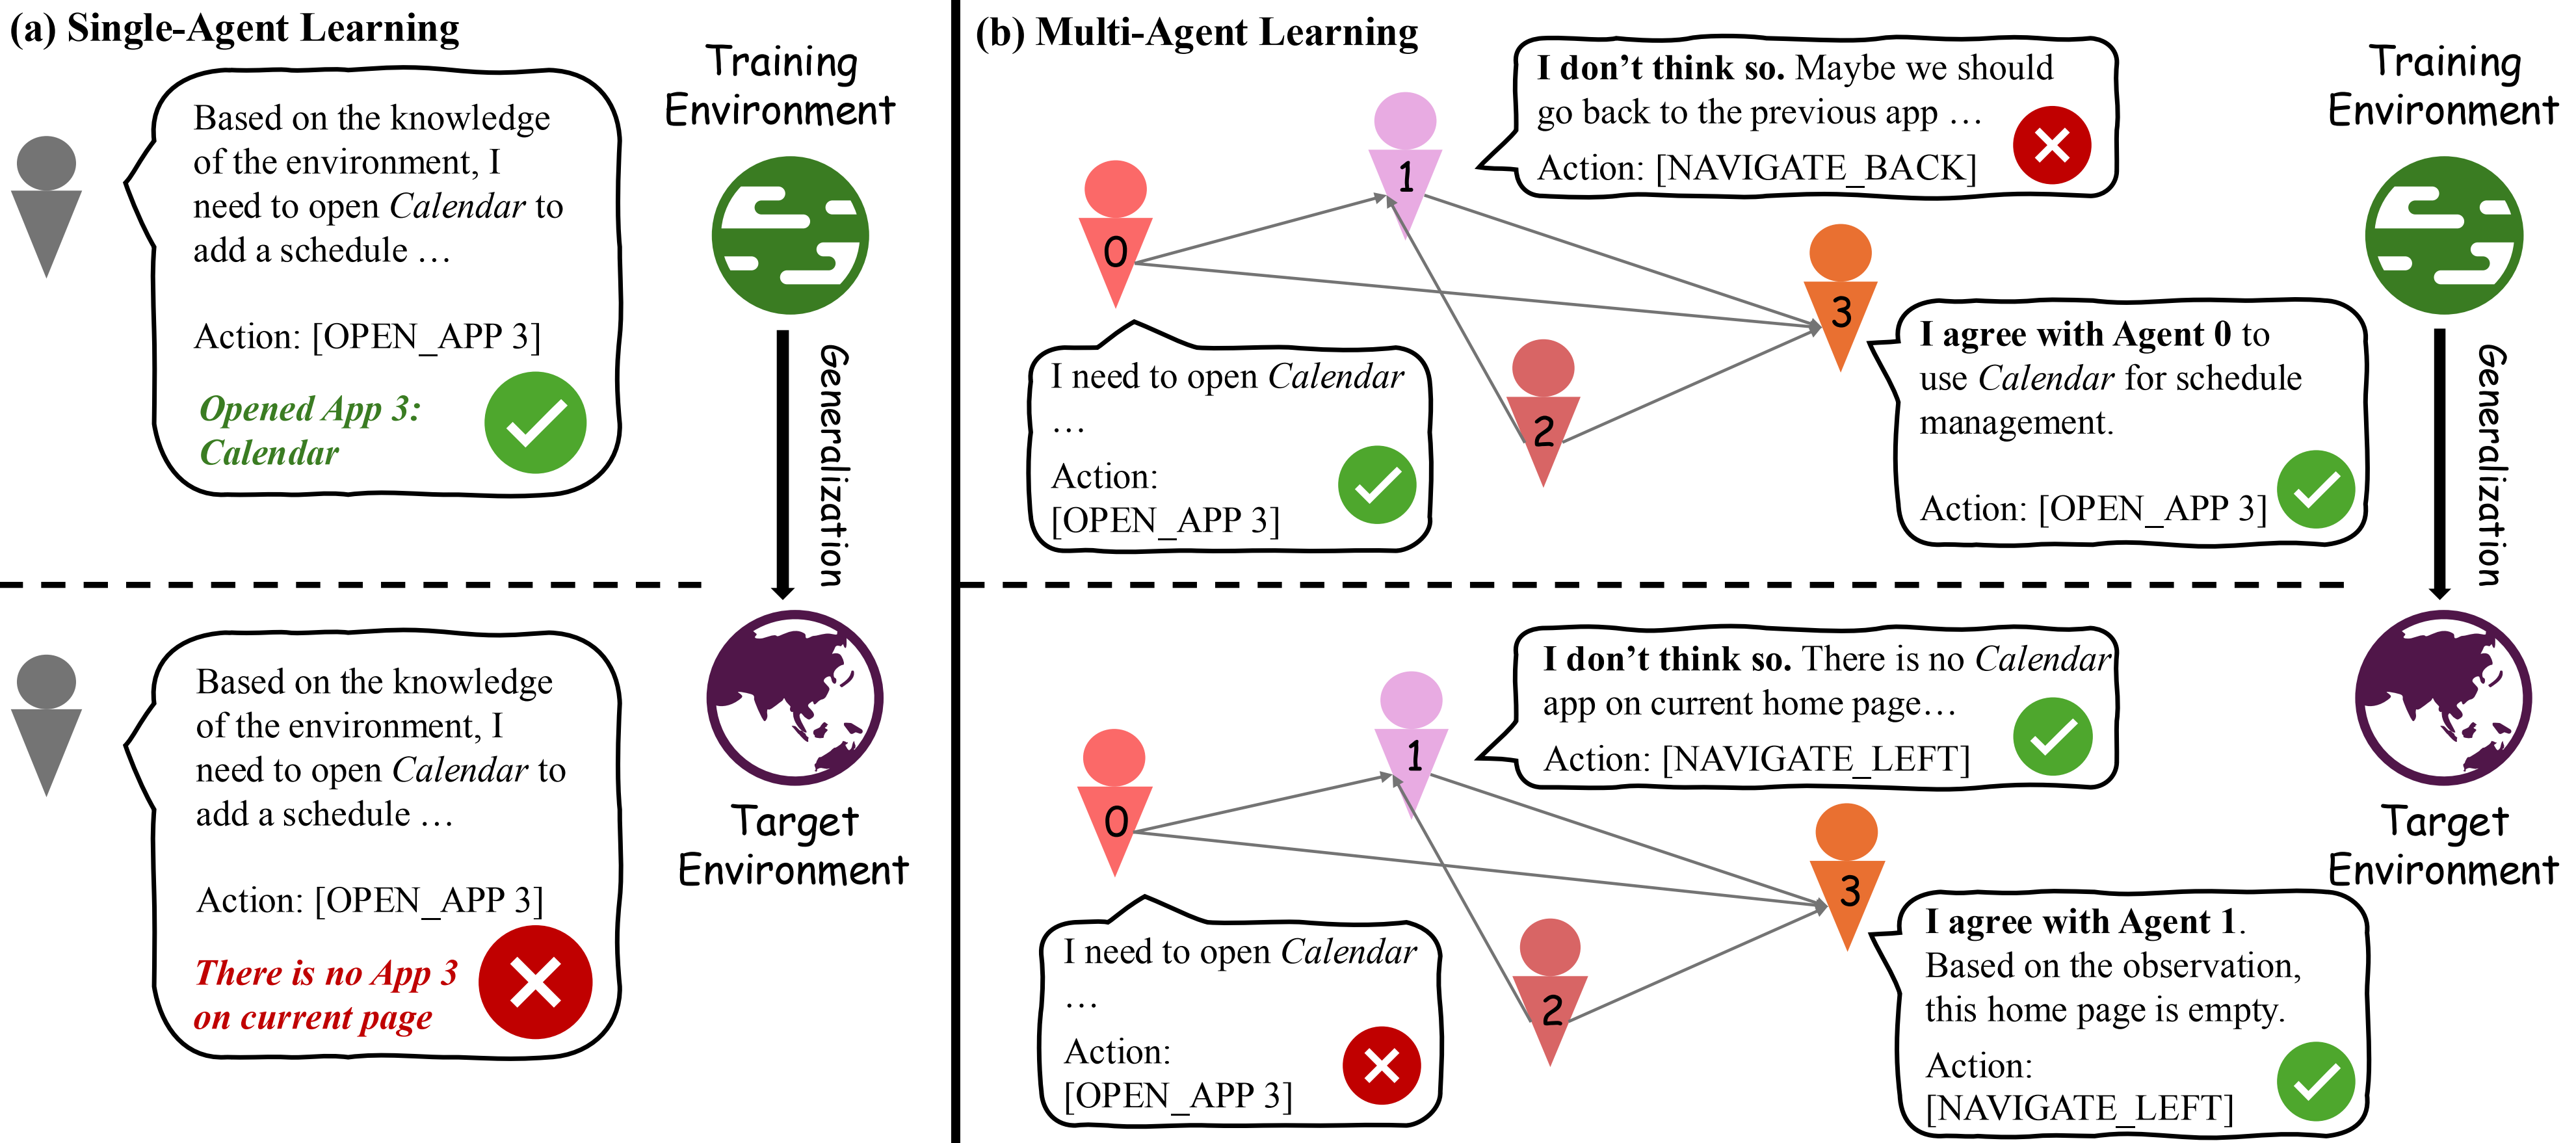 (a) Single-Agent Learning
Based on the knowledge
of the environment, I
need to open Calendar to
add a schedule …
Action: [OPEN_APP 3]
Opened App 3:
Calendar
Training
Environment
Generalization
Based on the knowledge
of the environment, I
need to open Calendar to
add a schedule …
Action: [OPEN_APP 3]
There is no App 3
on current page
Target
Environment
(b) Multi-Agent Learning
I don't think so. Maybe we should
go back to the previous app …
Action: [NAVIGATE_BACK]
0
1
2
3
I need to open Calendar
…
Action:
[OPEN_APP 3]
I agree with Agent 0 to
use Calendar for schedule
management.
Action: [OPEN_APP 3]
Training
Environment
Generalization
I don't think so. There is no Calendar
app on current home page…
Action: [NAVIGATE_LEFT]
0
1
2
3
I need to open Calendar
…
Action:
[OPEN_APP 3]
I agree with Agent 1.
Based on the observation,
this home page is empty.
Action:
[NAVIGATE_LEFT]
Target
Environment